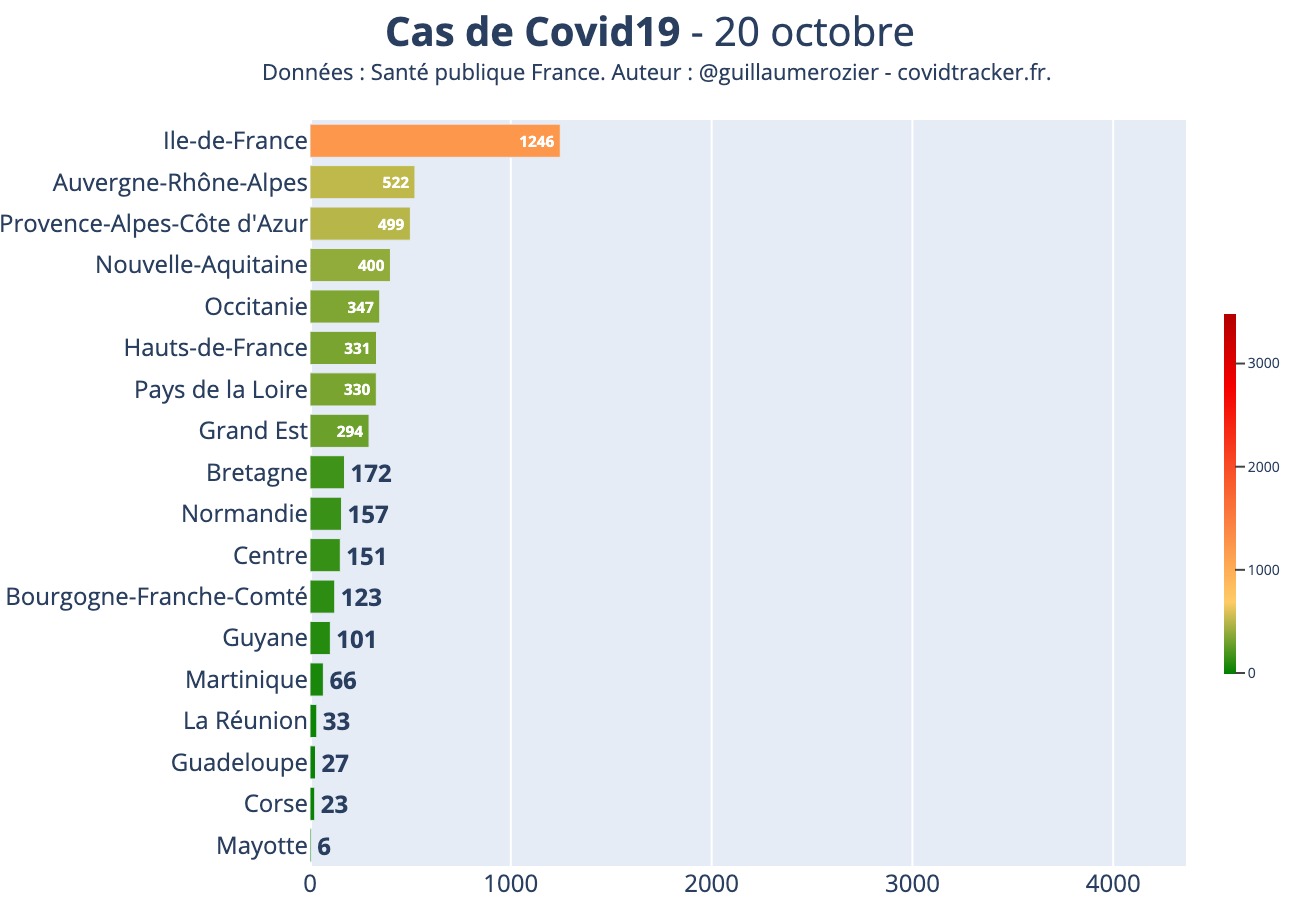 Cas de Covid19 - 20 octobre
Données : Santé publique France. Auteur : @guillaumerozier - covidtracker.fr.
Ile-de-France 1246
Auvergne-Rhône-Alpes 522
Provence-Alpes-Côte d'Azur 499
Nouvelle-Aquitaine 400
Occitanie 347
Hauts-de-France 331
Pays de la Loire 330
Grand Est 294
Bretagne 172
Normandie 157
Centre 151
Bourgogne-Franche-Comté 123
Guyane 101
Martinique 66
La Réunion 33
Guadeloupe 27
Corse 23
Mayotte 6
0 1000 2000 3000 4000
3000
2000
1000
0